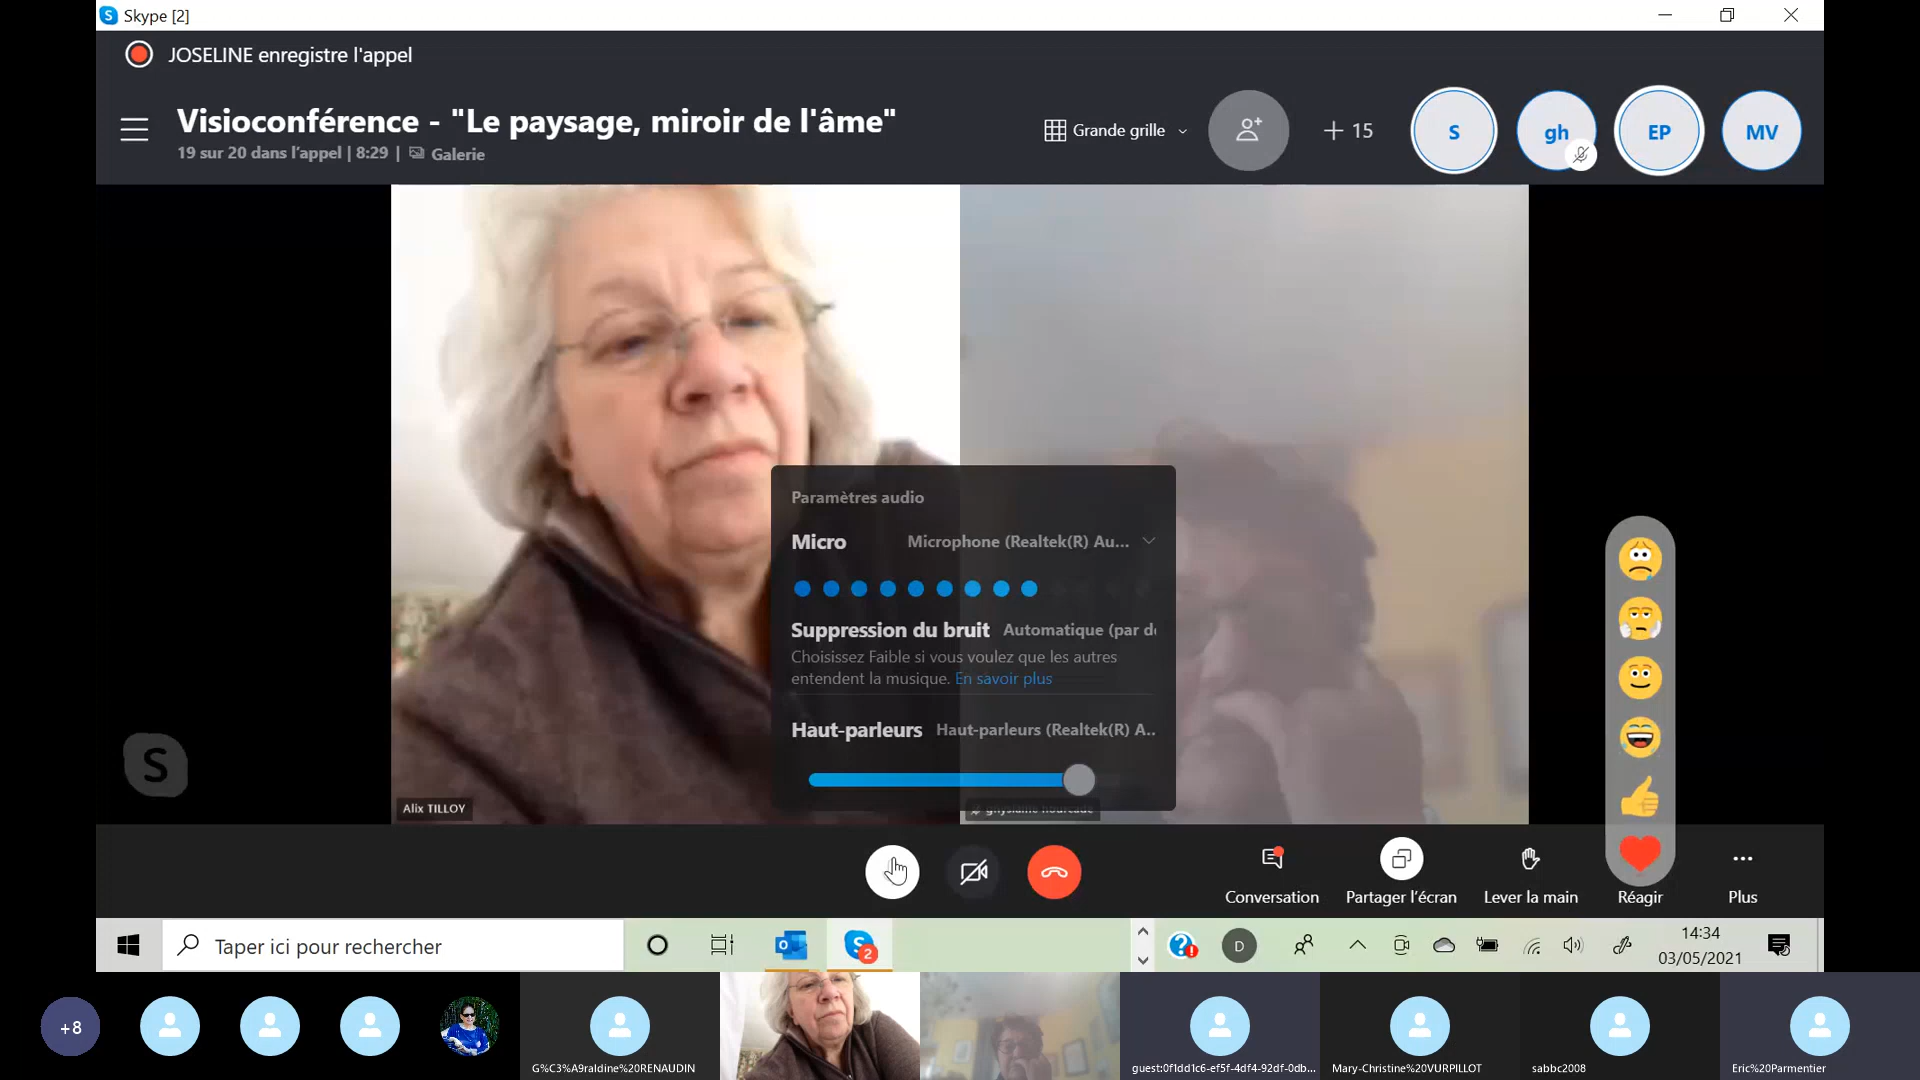 Skype [2]
JOSELINE enregistre l'appel
Visioconférence - "Le paysage, miroir de l'âme"
19 sur 20 dans l'appel | 8:29 | Galerie
Grande grille
+ 15
S
gh
EP
MV
Paramètres audio
Micro Microphone (Realtek(R) Au...
Suppression du bruit Automatique (par dé
Choisissez Faible si vous voulez que les autres
entendent la musique. En savoir plus
Haut-parleurs Haut-parleurs (Realtek(R) A...
S
Alix TILLOY
ghyslaine hourcade
Conversation
Partager l'écran
Lever la main
Réagir
Plus
Taper ici pour rechercher
2
D
14:34
03/05/2021
+8
G%C3%A9raldine%20RENAUDIN
guest:0f1dd1c6-ef5f-4df4-92df-0db...
Mary-Christine%20VURPILLOT
sabbc2008
Eric%20Parmentier